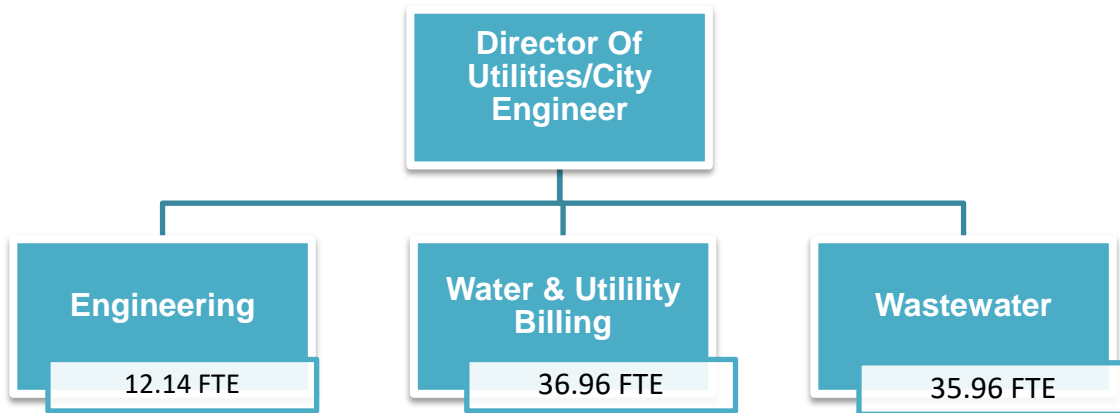 Director Of
Utilities/City
Engineer
Engineering
12.14 FTE
Water & Utilility
Billing
36.96 FTE
Wastewater
35.96 FTE